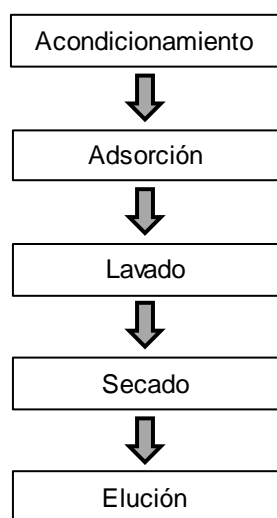 Acondicionamiento
Adsorción
Lavado
Secado
Elución